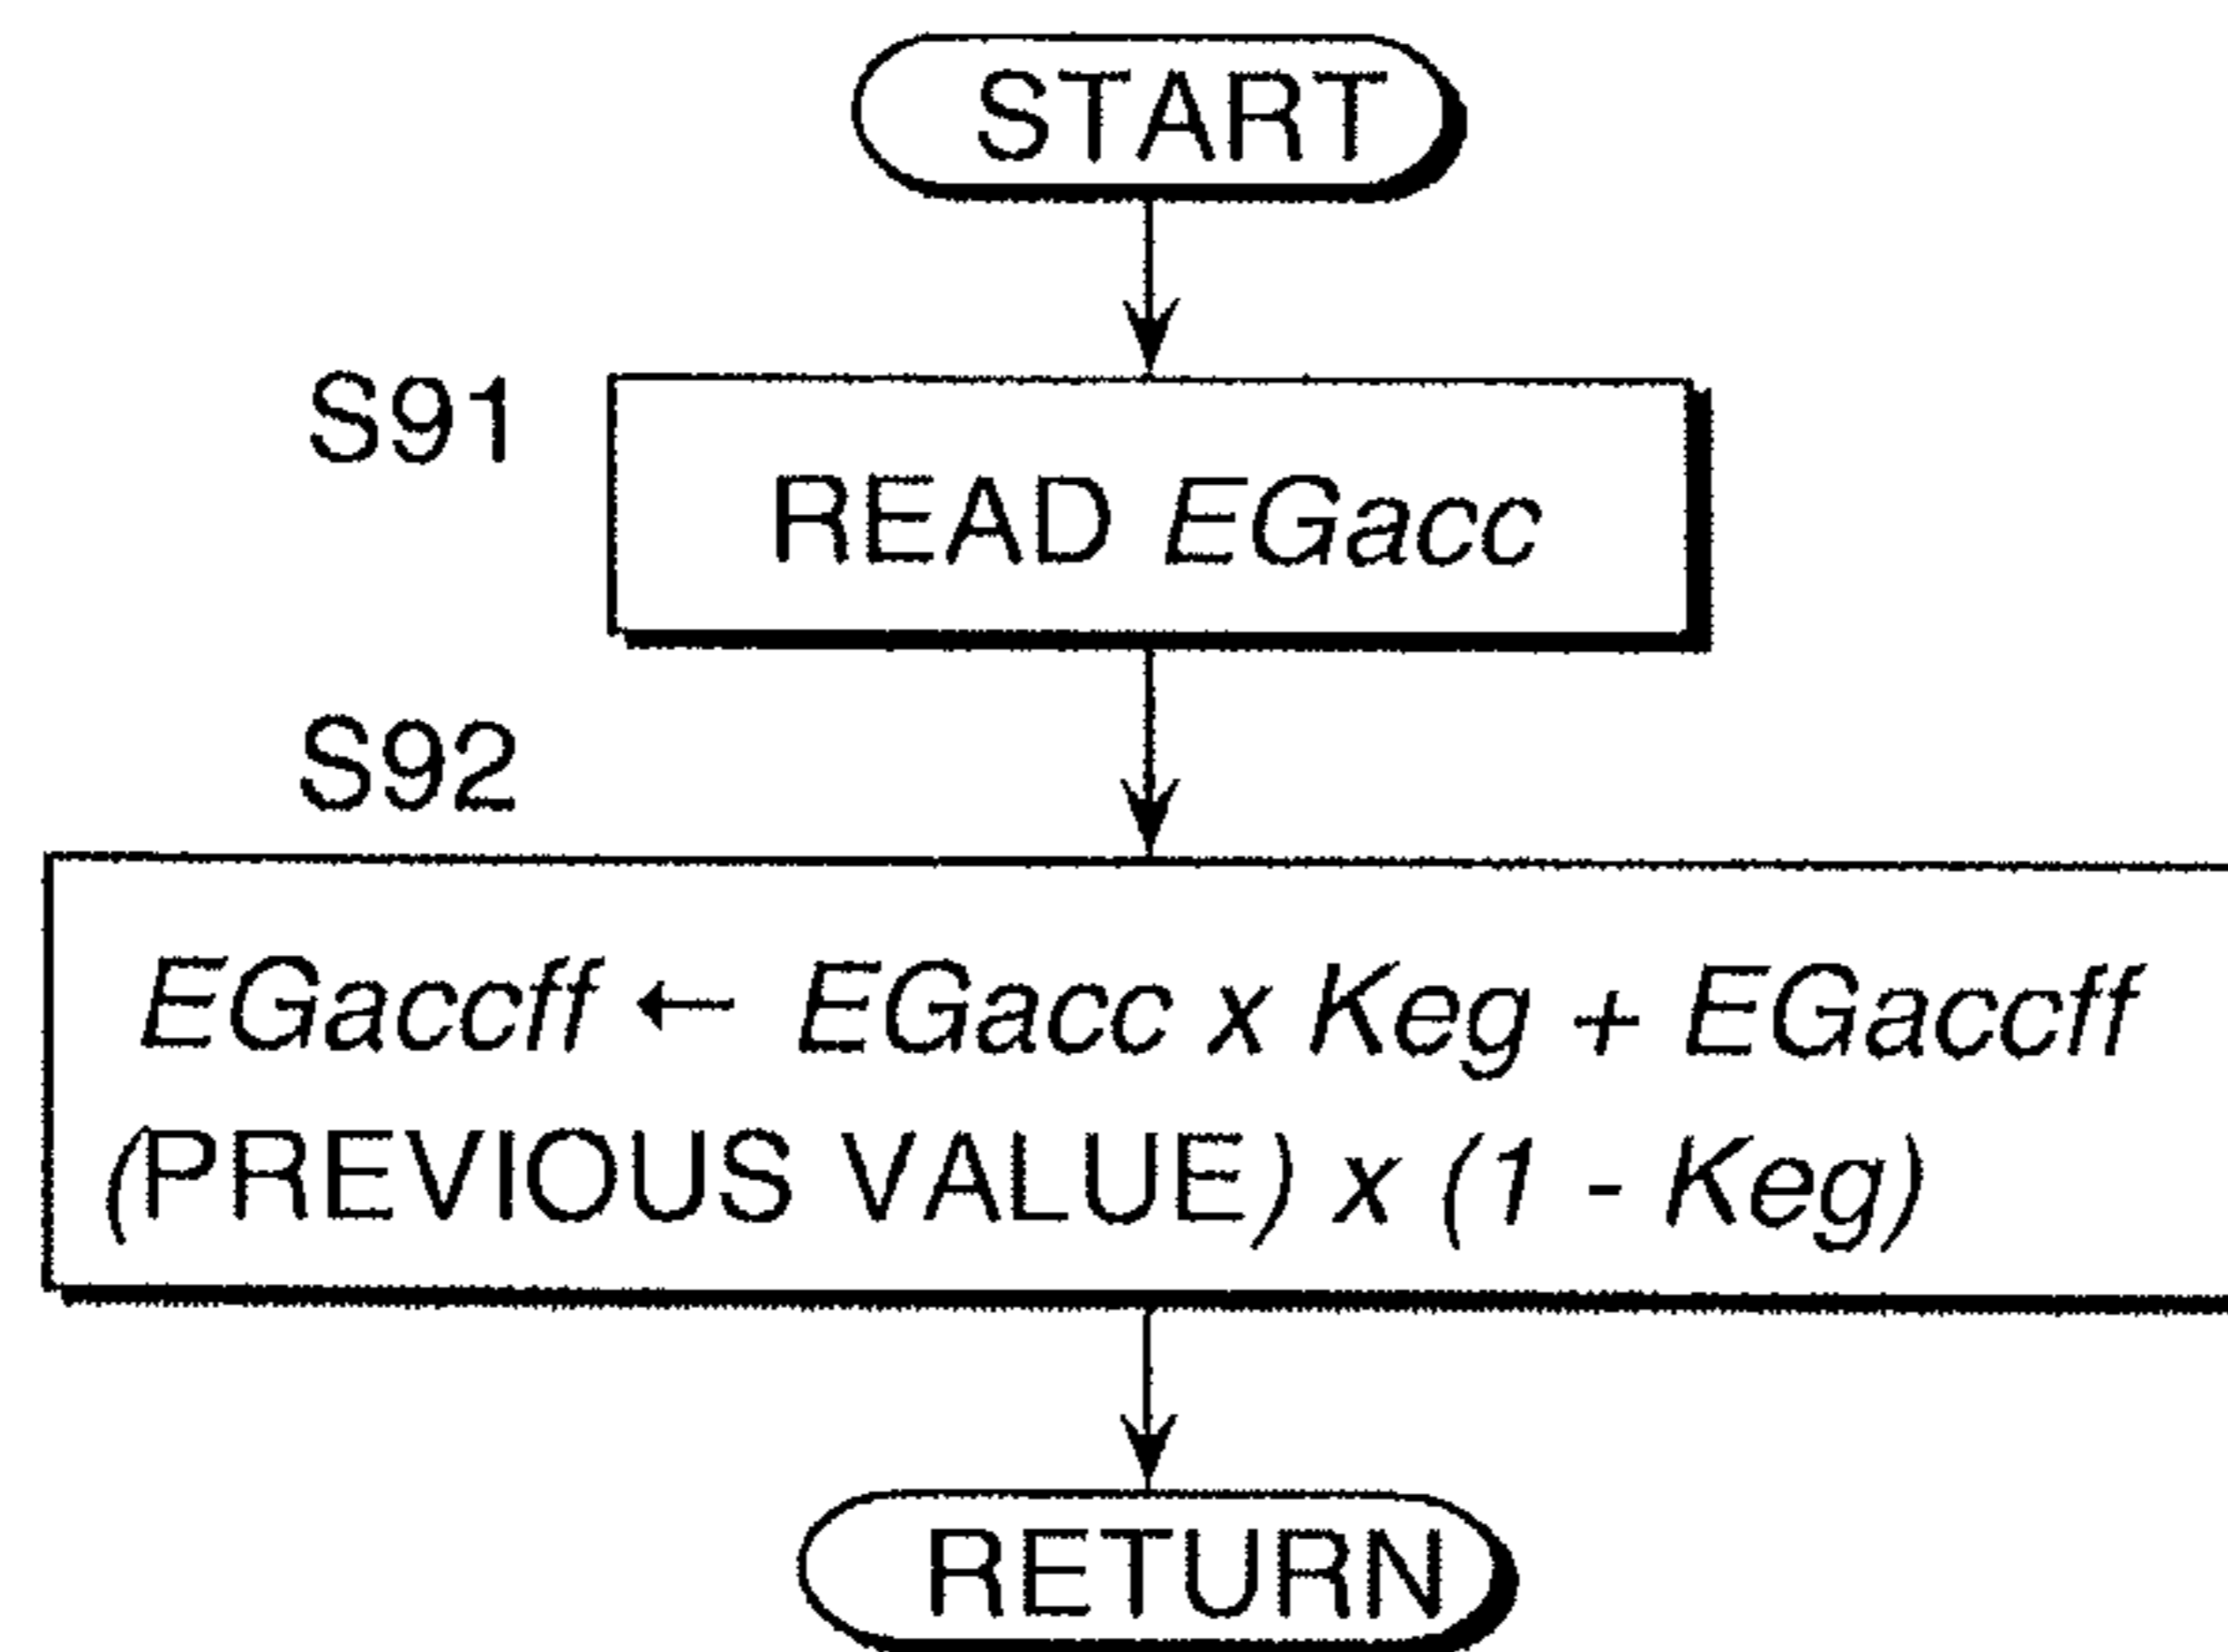 START
S91
READ EGacc
S92
EGaccff ← EGacc x Keg + EGaccff
(PREVIOUS VALUE) x (1 - Keg)
RETURN